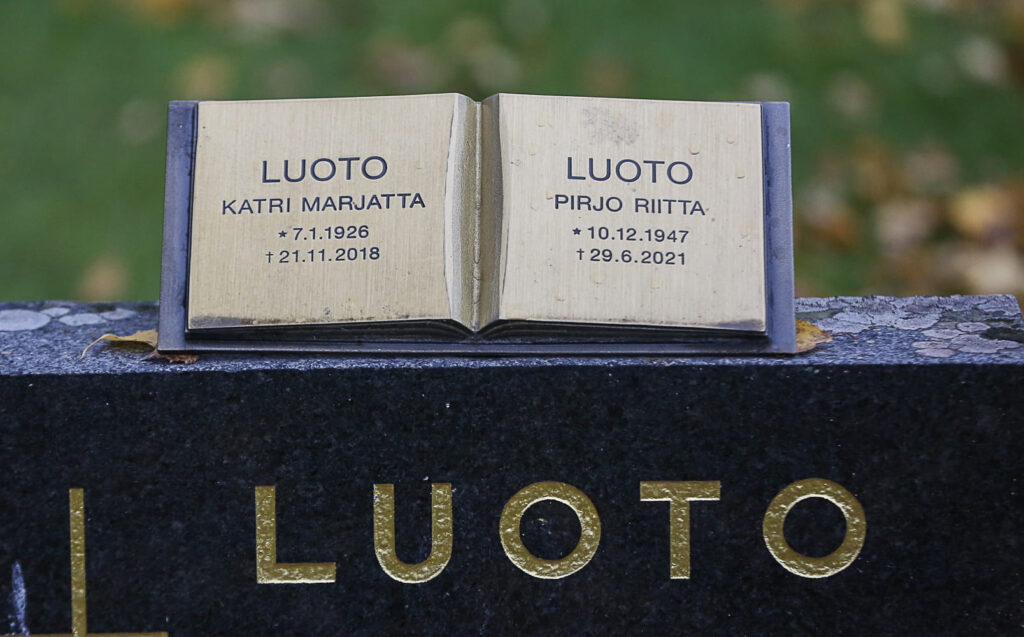 LUOTO
KATRI MARJATTA
★ 7.1.1926
† 21.11.2018
LUOTO
PIRJO RIITTA
★ 10.12.1947
† 29.6.2021
LUOTO